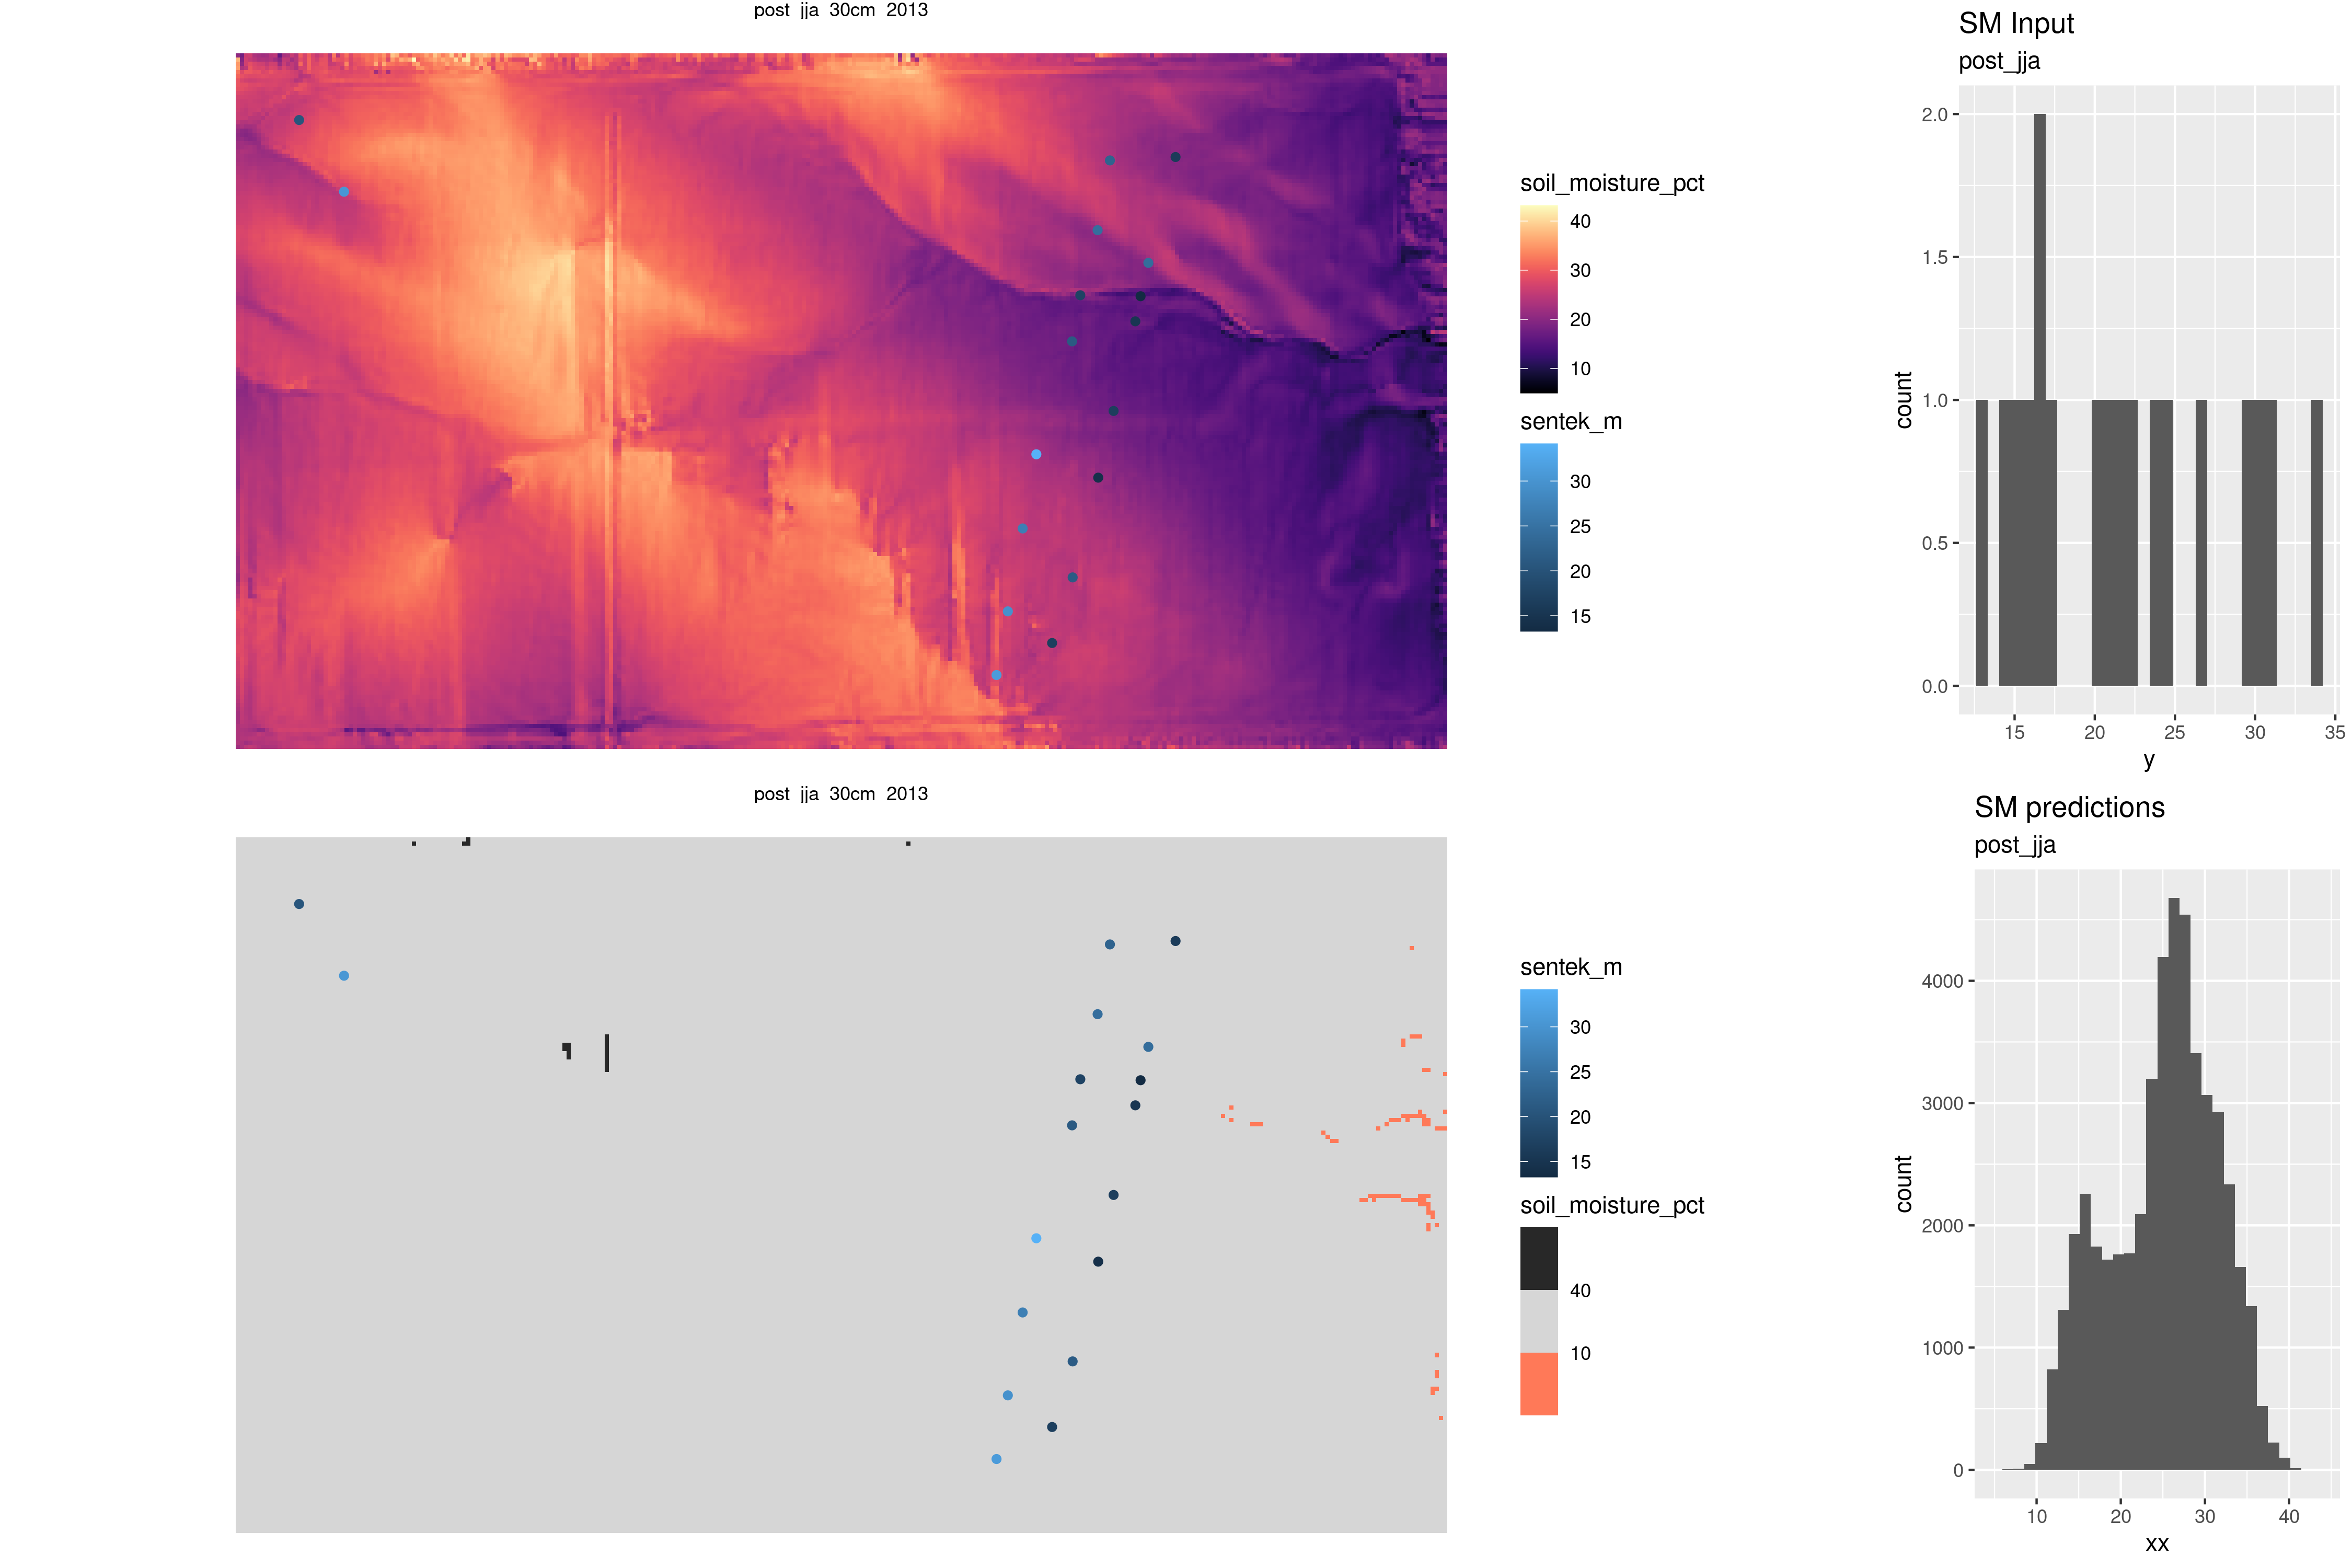 post jja 30cm 2013
soil_moisture_pct
40
30
20
10
sentek_m
30
25
20
15
SM Input
post_jja
count
2.0
1.5
1.0
0.5
0.0
15 20 25 30 35
y
post jja 30cm 2013
sentek_m
30
25
20
15
soil_moisture_pct
40
10
SM predictions
post_jja
count
4000
3000
2000
1000
0
10 20 30 40
xx